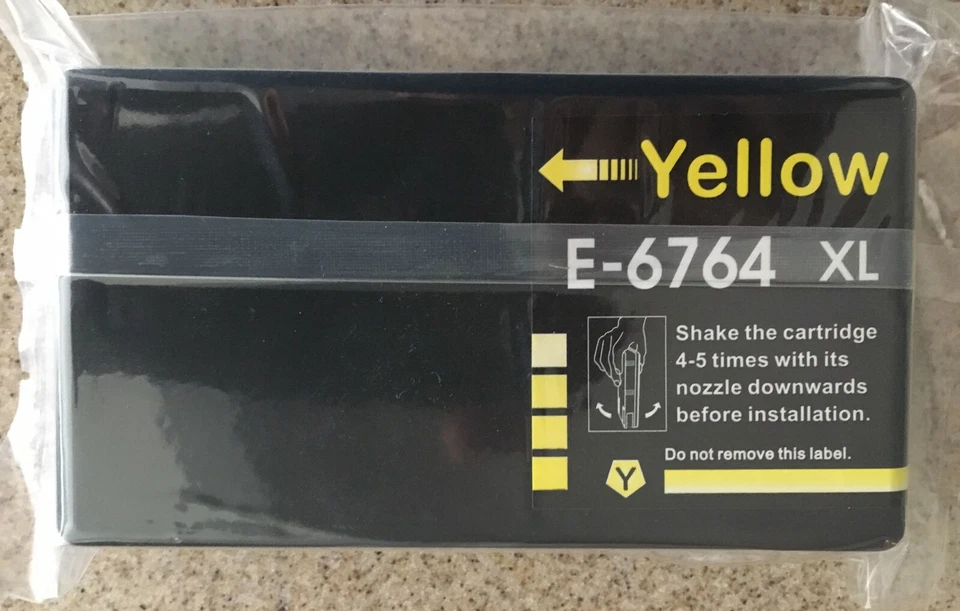 Yellow
E-6764 XL
Shake the cartridge
4-5 times with its
nozzle downwards
before installation.
Do not remove this label.
Y